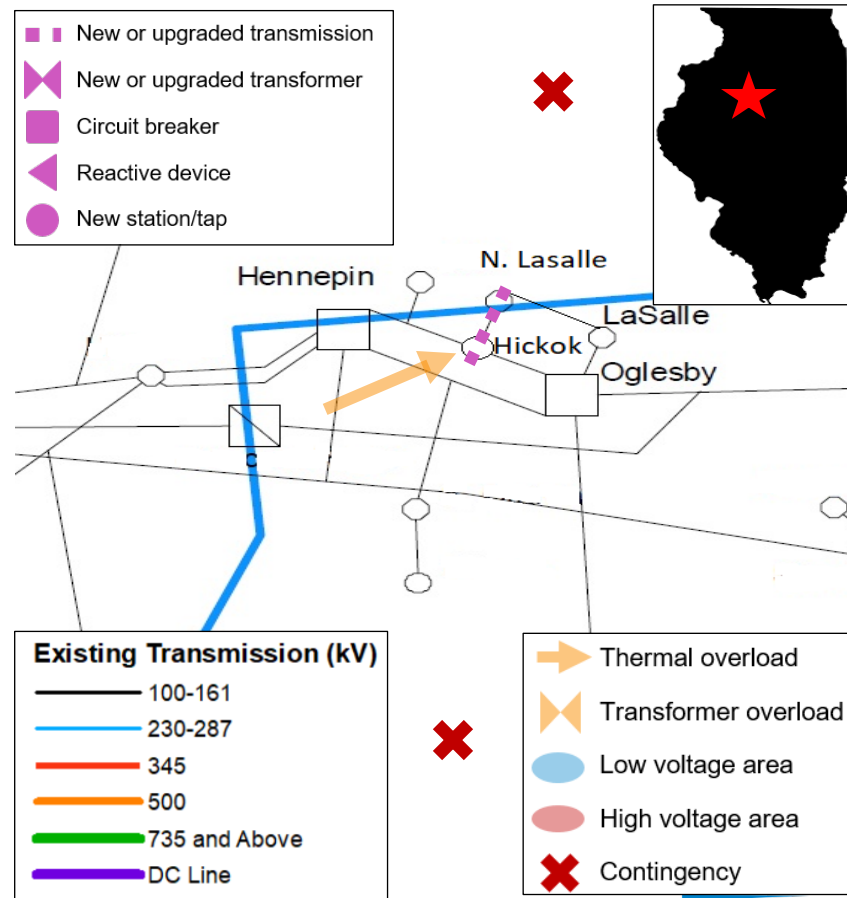 New or upgraded transmission
New or upgraded transformer
Circuit breaker
Reactive device
New station/tap
N. Lasalle
Hennepin
LaSalle
Hickok
Oglesby
C
Existing Transmission (kV)
100-161
230-287
345
500
735 and Above
DC Line
Thermal overload
Transformer overload
Low voltage area
High voltage area
Contingency